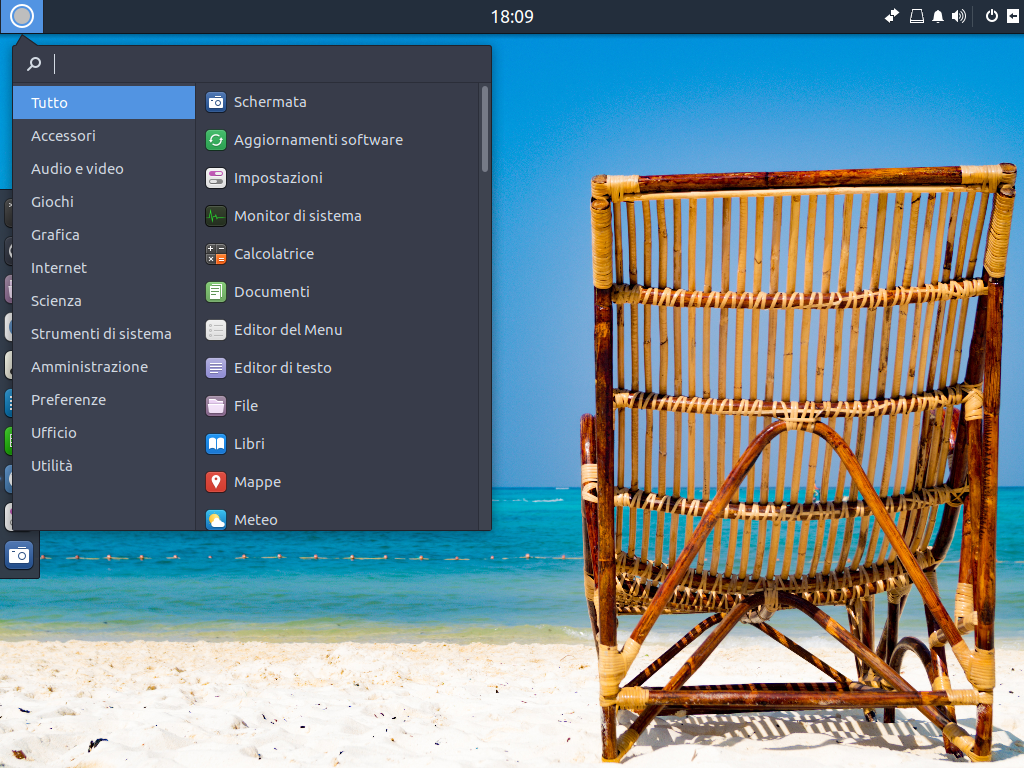 18:09
Tutto
Accessori
Audio e video
Giochi
Grafica
Internet
Scienza
Strumenti di sistema
Amministrazione
Preferenze
Ufficio
Utilità
Schermata
Aggiornamenti software
Impostazioni
Monitor di sistema
Calcolatrice
Documenti
Editor del Menu
Editor di testo
File
Libri
Mappe
Meteo